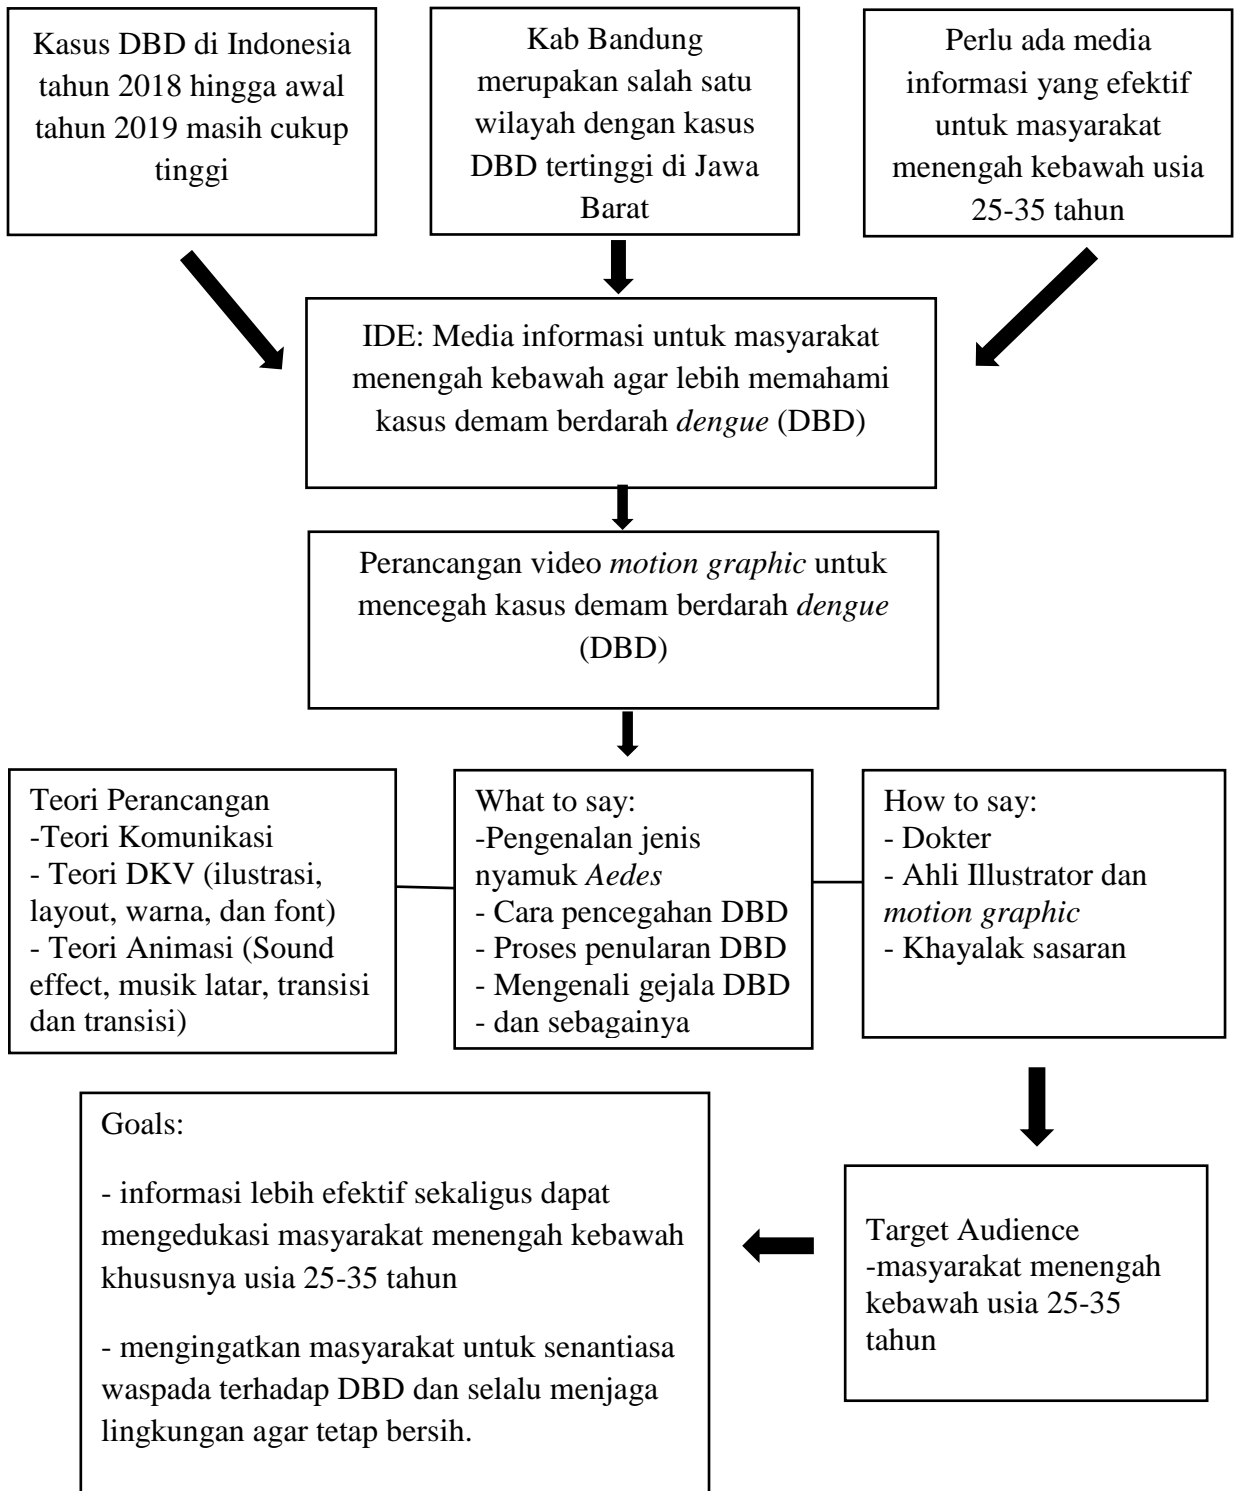 Kasus DBD di Indonesia
tahun 2018 hingga awal
tahun 2019 masih cukup
tinggi
Kab Bandung
merupakan salah satu
wilayah dengan kasus
DBD tertinggi di Jawa
Barat
Perlu ada media
informasi yang efektif
untuk masyarakat
menengah kebawah usia
25-35 tahun
IDE: Media informasi untuk masyarakat
menengah kebawah agar lebih memahami
kasus demam berdarah dengue (DBD)
Perancangan video motion graphic untuk
mencegah kasus demam berdarah dengue
(DBD)
Teori Perancangan
-Teori Komunikasi
- Teori DKV (ilustrasi,
layout, warna, dan font)
- Teori Animasi (Sound
effect, musik latar, transisi
dan transisi)
What to say:
-Pengenalan jenis
nyamuk Aedes
- Cara pencegahan DBD
- Proses penularan DBD
- Mengenali gejala DBD
- dan sebagainya
How to say:
- Dokter
- Ahli Illustrator dan
motion graphic
- Khayalak sasaran
Target Audience
-masyarakat menengah
kebawah usia 25-35
tahun
Goals:
- informasi lebih efektif sekaligus dapat
mengedukasi masyarakat menengah kebawah
khususnya usia 25-35 tahun
- mengingatkan masyarakat untuk senantiasa
waspada terhadap DBD dan selalu menjaga
lingkungan agar tetap bersih.